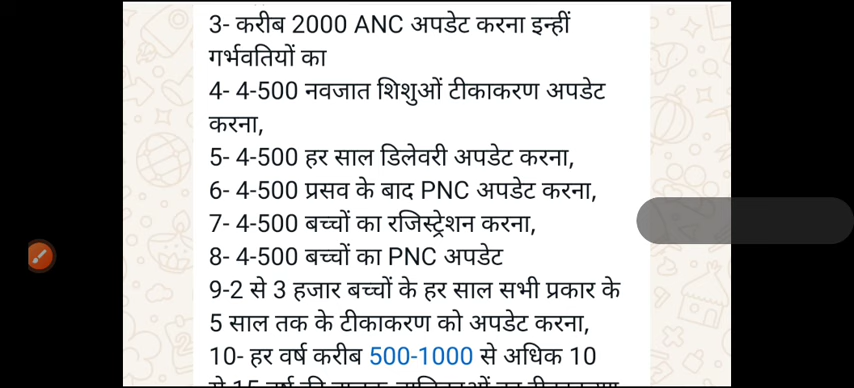 3- करीब 2000 ANC अपडेट करना इन्हीं
गर्भवतियों का
4- 4-500 नवजात शिशुओं टीकाकरण अपडेट
करना,
5- 4-500 हर साल डिलेवरी अपडेट करना,
6- 4-500 प्रसव के बाद PNC अपडेट करना,
7- 4-500 बच्चों का रजिस्ट्रेशन करना,
8- 4-500 बच्चों का PNC अपडेट
9-2 से 3 हजार बच्चों के हर साल सभी प्रकार के
5 साल तक के टीकाकरण को अपडेट करना,
10- हर वर्ष करीब 500-1000 से अधिक 10